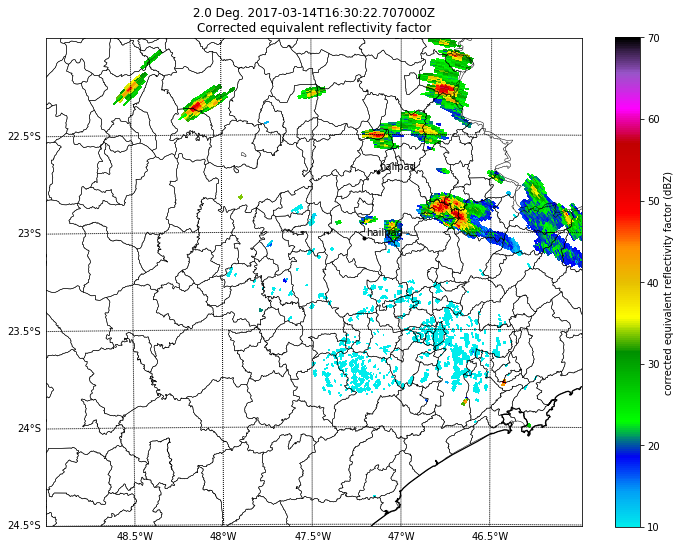 2.0 Deg. 2017-03-14T16:30:22.707000Z
Corrected equivalent reflectivity factor
70
60
50
40
30
20
10
corrected equivalent reflectivity factor (dBZ)
22.5°S
23°S
23.5°S
24°S
24.5°S
hailpad
hailpad
48.5°W
48°W
47.5°W
47°W
46.5°W